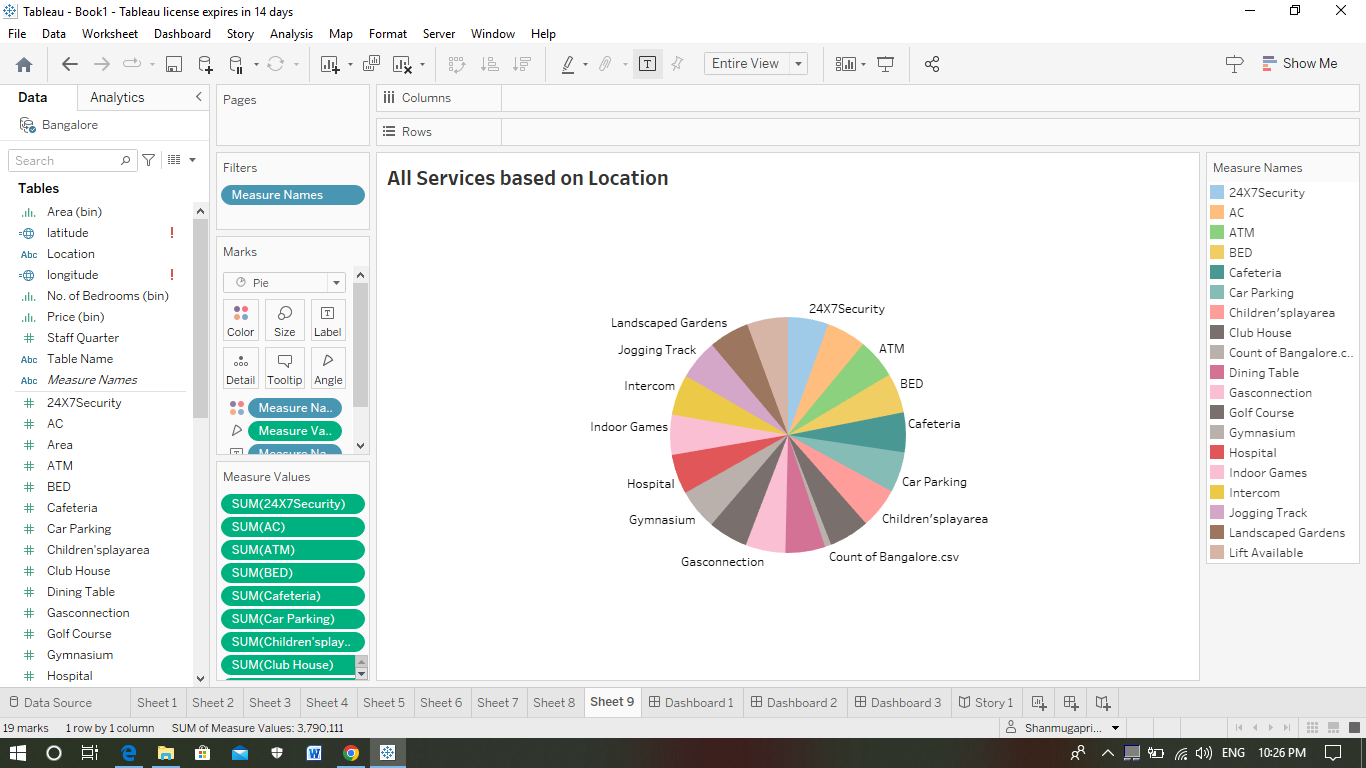 Tableau - Book1 - Tableau license expires in 14 days
File Data Worksheet Dashboard Story Analysis Map Format Server Window Help
Entire View
Show Me
Data Analytics
Bangalore
Search
Tables
Area (bin)
latitude !
Abc Location
longitude !
No. of Bedrooms (bin)
Price (bin)
# Staff Quarter
Abc Table Name
Abc Measure Names
# 24X7Security
# AC
# Area
# ATM
# BED
# Cafeteria
# Car Parking
# Children'splayarea
# Club House
# Dining Table
# Gasconnection
# Golf Course
# Gymnasium
# Hospital
Pages
Filters
Measure Names
Marks
Pie
Color Size Label
Detail Tooltip Angle
Measure Na..
Measure Va..
Measure Na..
Measure Values
SUM(24X7Security)
SUM(AC)
SUM(ATM)
SUM(BED)
SUM(Cafeteria)
SUM(Car Parking)
SUM(Children'splay..
SUM(Club House)
Columns
Rows
All Services based on Location
24X7Security
Landscaped Gardens
Jogging Track
ATM
Intercom
BED
Indoor Games
Cafeteria
Hospital
Car Parking
Gymnasium
Children'splayarea
Gasconnection
Count of Bangalore.csv
Measure Names
24X7Security
AC
ATM
BED
Cafeteria
Car Parking
Children'splayarea
Club House
Count of Bangalore.c..
Dining Table
Gasconnection
Golf Course
Gymnasium
Hospital
Indoor Games
Intercom
Jogging Track
Landscaped Gardens
Lift Available
Data Source Sheet 1 Sheet 2 Sheet 3 Sheet 4 Sheet 5 Sheet 6 Sheet 7 Sheet 8 Sheet 9 Dashboard 1 Dashboard 2 Dashboard 3 Story 1
19 marks 1 row by 1 column SUM of Measure Values: 3,790,111
Shanmugapri...
ENG 10:26 PM